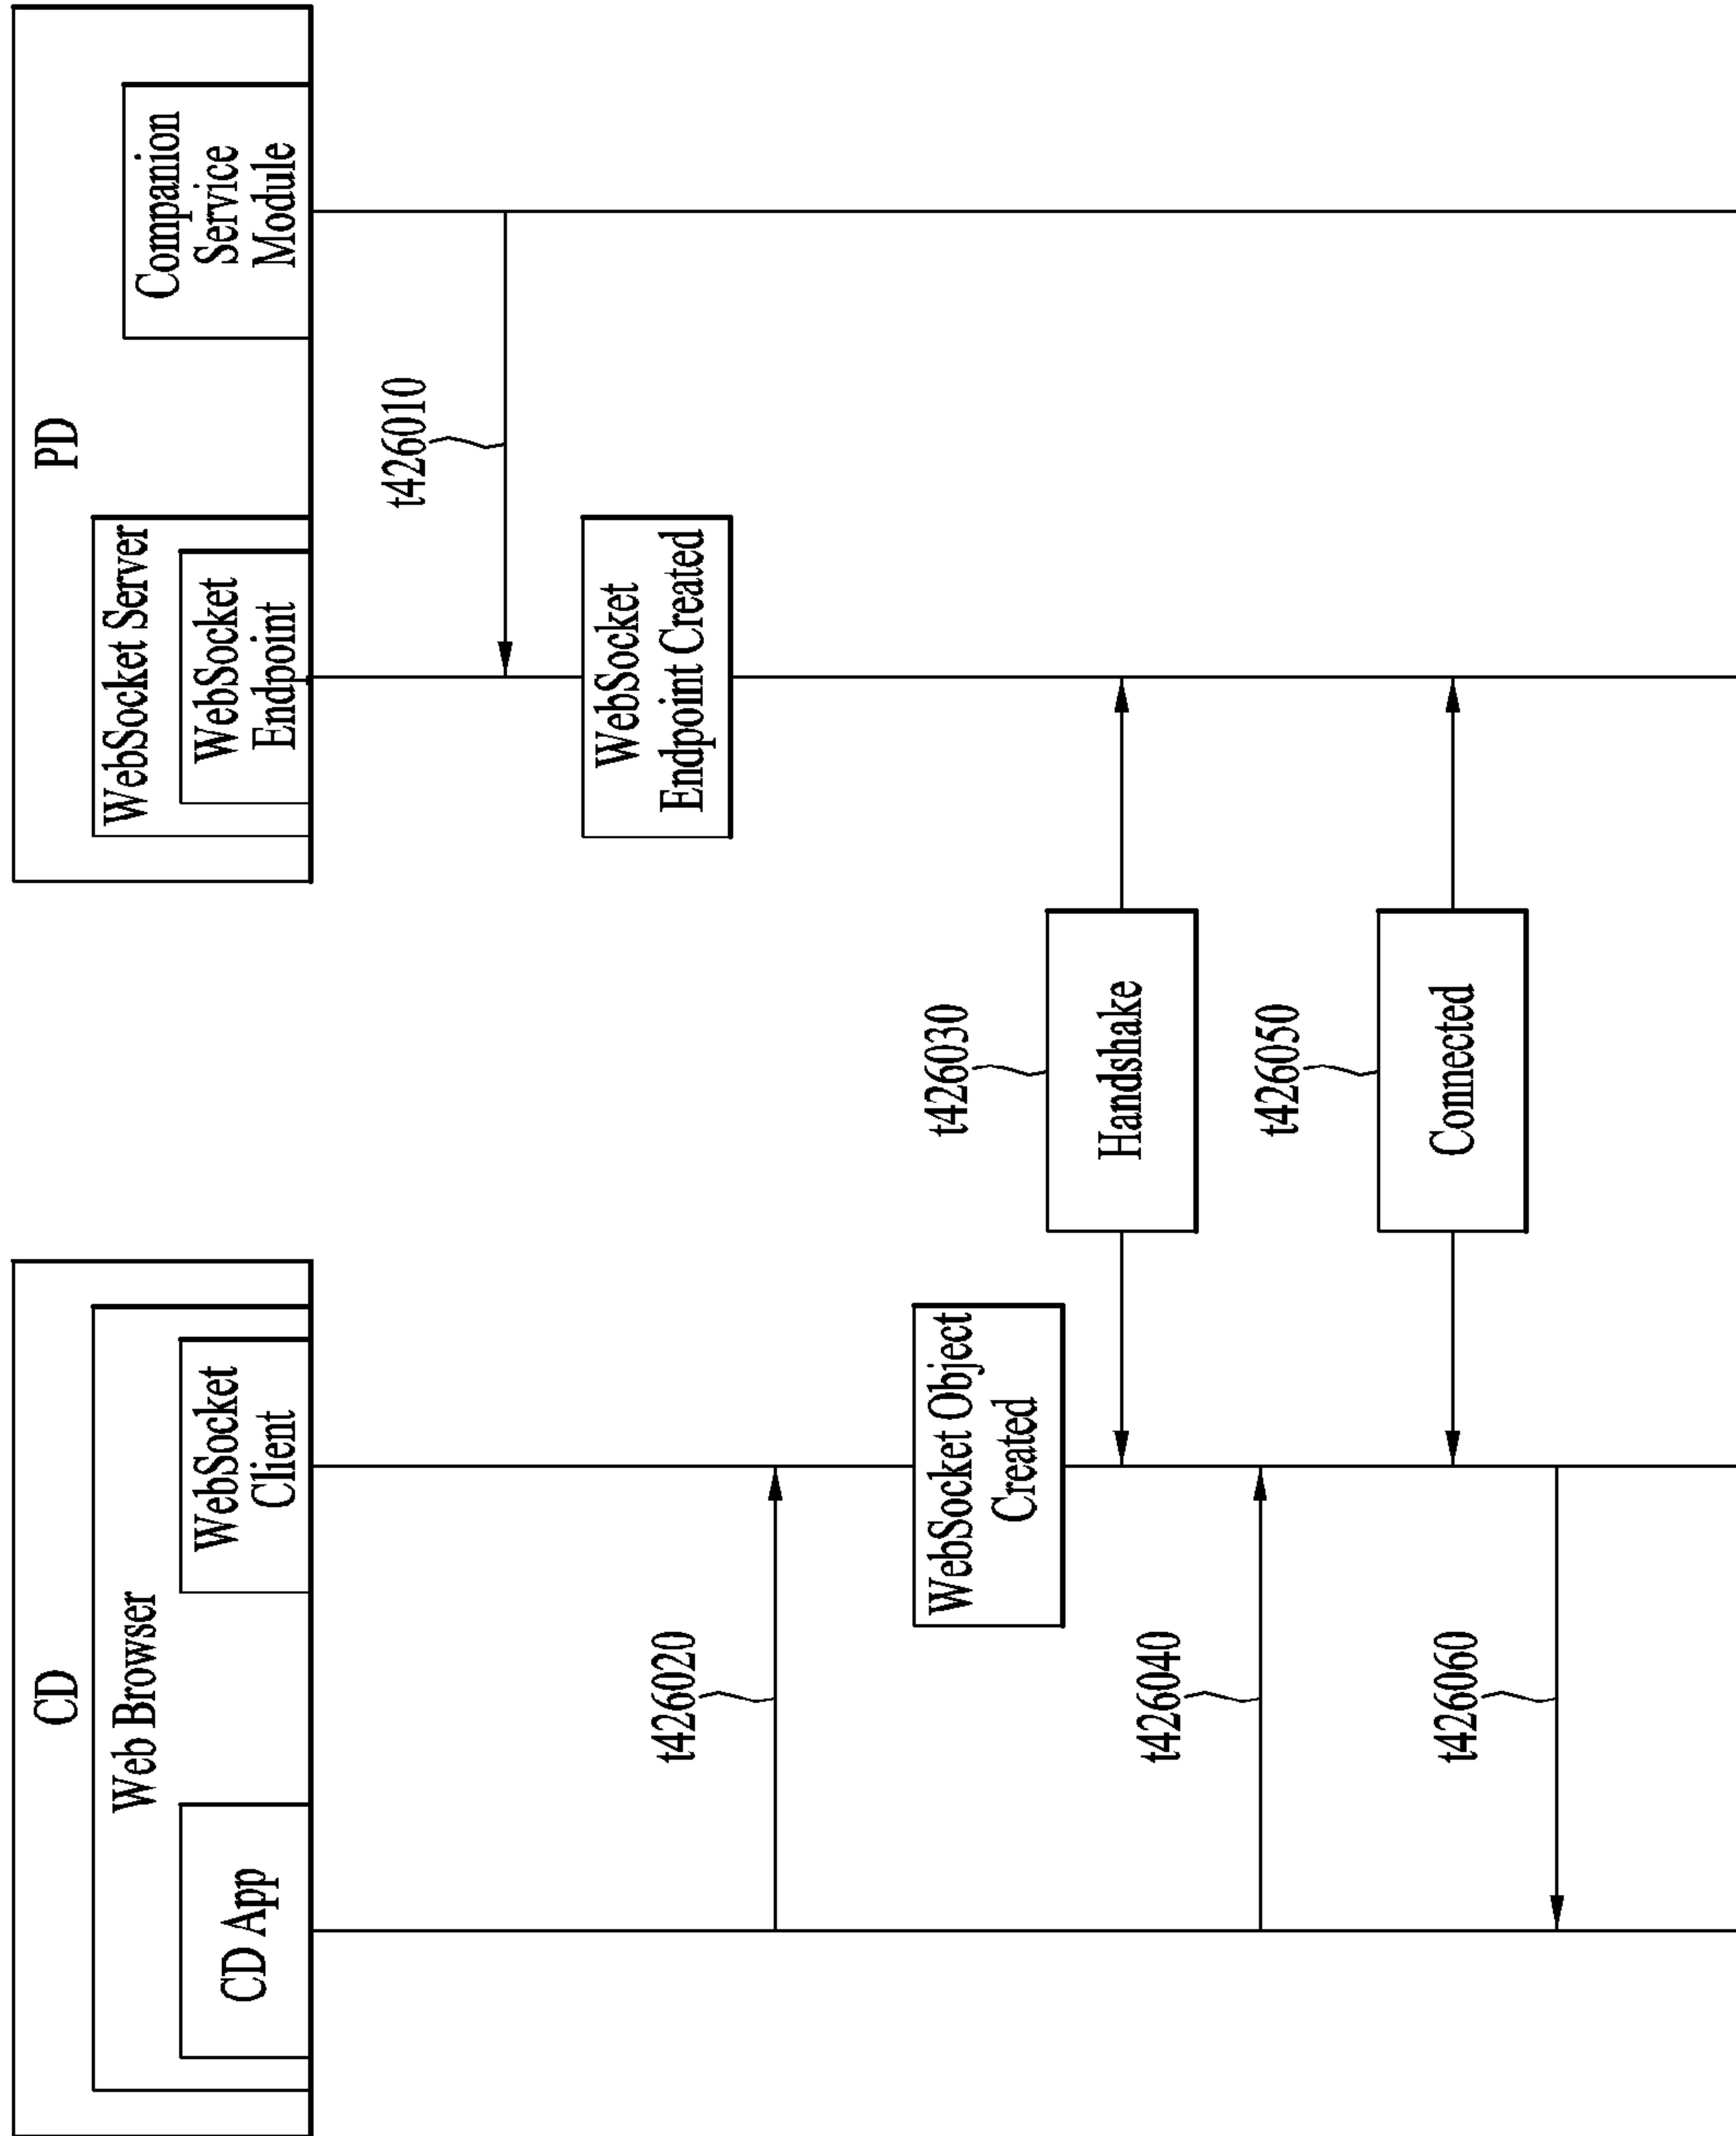 CD
Web Browser
CD App
WebSocket
Client
PD
WebSocket Server
WebSocket
Endpoint
Companion
Service
Module
t426010
WebSocket
Endpoint Created
t426020
WebSocket Object
Created
t426030
Handshake
t426040
t426050
Connected
t426060